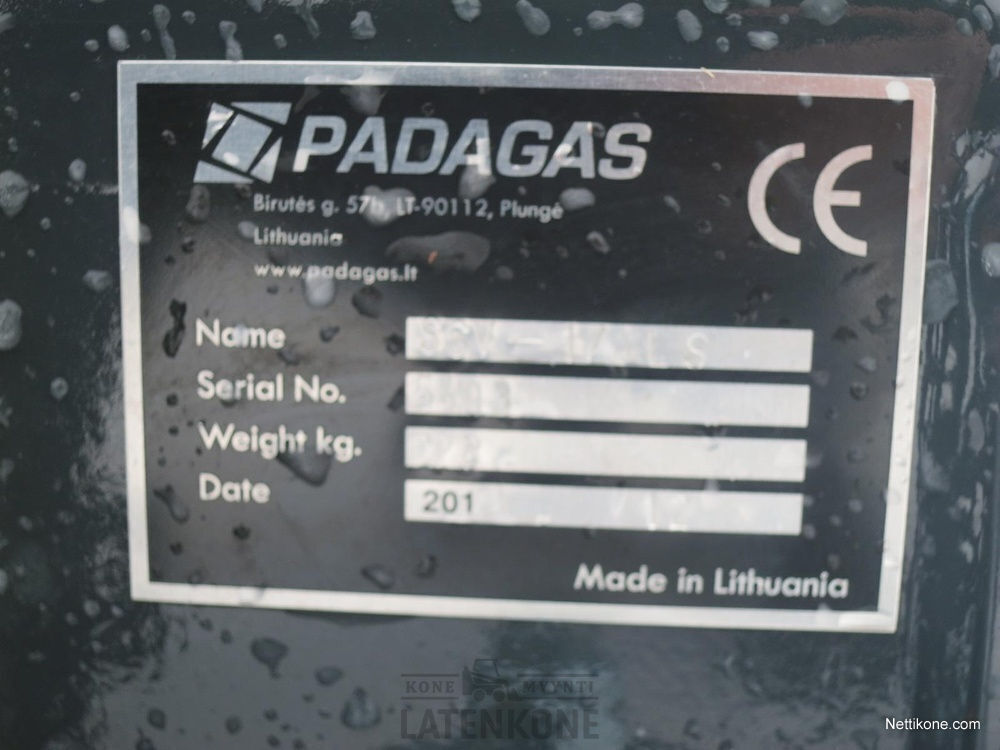 PADAGAS
CE
Birutės g. 57b, LT-90112, Plungė
Lithuania
www.padagas.lt
Name
Serial No.
Weight kg.
Date 201
Made in Lithuania
KONE MYYNTI
LATENKONE
Nettikone.com